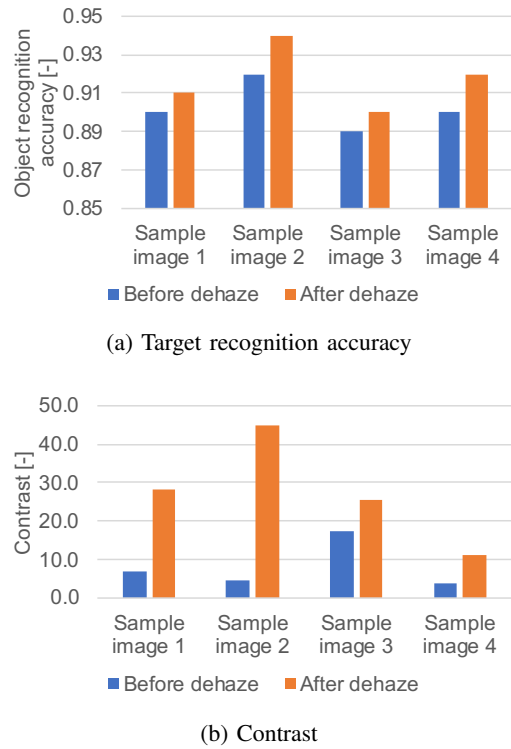 Object recognition
accuracy [-]
0.95
0.93
0.91
0.89
0.87
0.85
Sample
image 1
Sample
image 2
Sample
image 3
Sample
image 4
Before dehaze
After dehaze
(a) Target recognition accuracy
Contrast [-]
50.0
40.0
30.0
20.0
10.0
0.0
Sample
image 1
Sample
image 2
Sample
image 3
Sample
image 4
Before dehaze
After dehaze
(b) Contrast